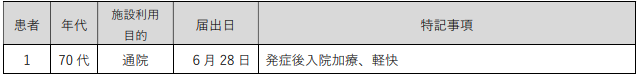 患者 年代 施設利用目的 届出日 特記事項
1 70代 通院 6月28日 発症後入院加療、軽快